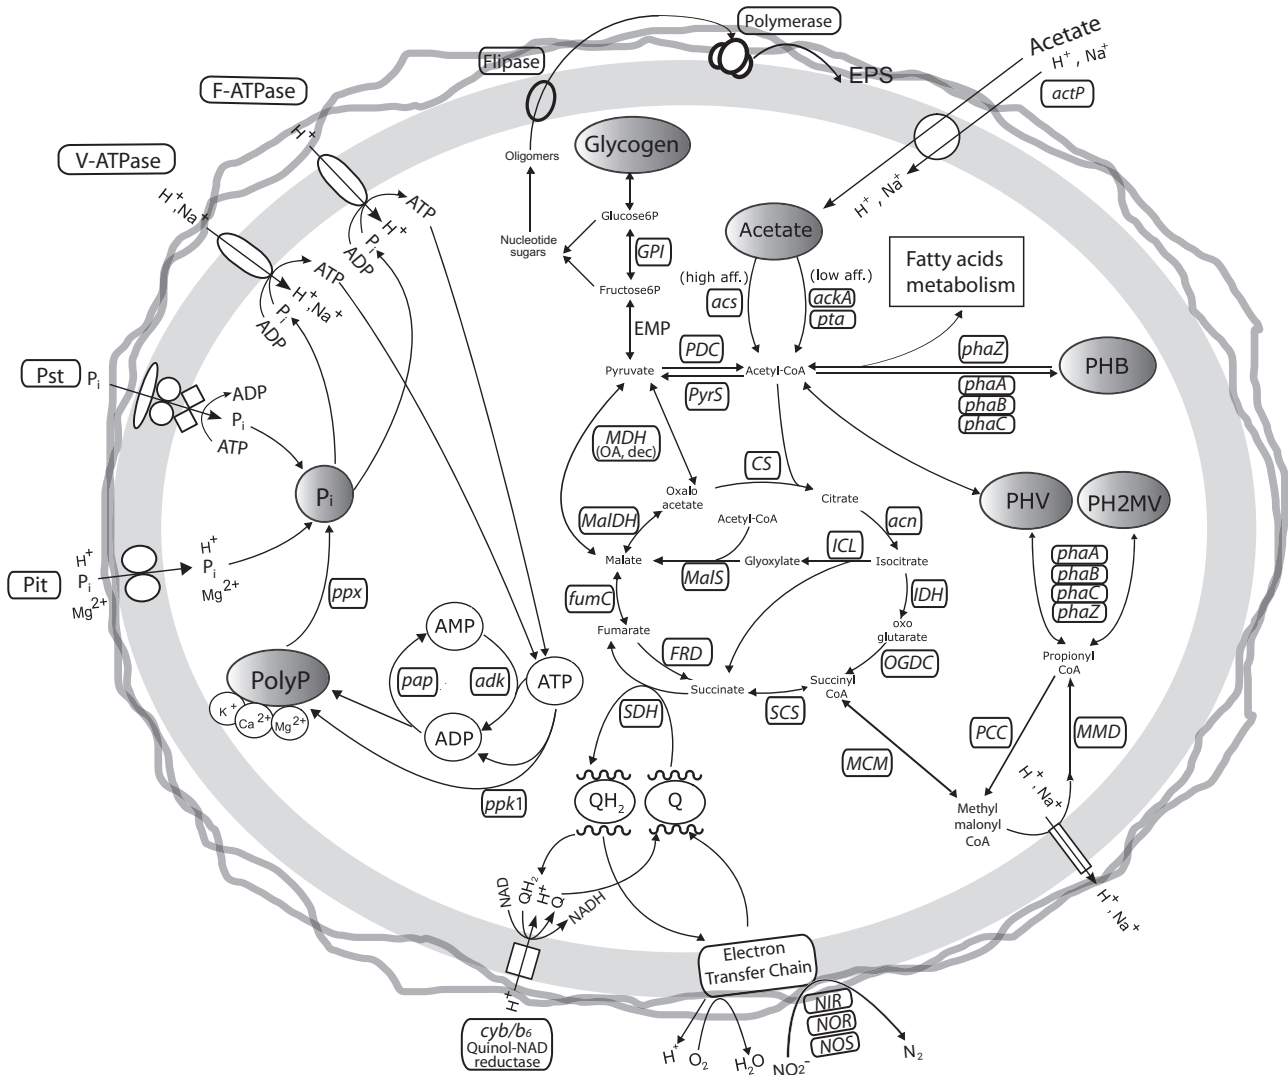 Polymerase
Flipase
EPS
Acetate
H+ , Na+
actP
F-ATPase
H+
V-ATPase
H+,Na+
Oligomers
Glycogen
H+, Na+
ATP
H+
Pi
ADP
Glucose6P
Nucleotide
sugars
GPI
Acetate
Fatty acids
metabolism
ATP
H+,Na+
Pi
ADP
Fructose6P
(high aff.)
acs
(low aff.)
ackA
pta
EMP
PDC
Pyruvate
Acetyl-CoA
PyrS
phaZ
PHB
phaA
phaB
phaC
Pst
Pi
ADP
Pi
ATP
MDH
(OA, dec)
CS
Oxalo
acetate
Citrate
Pi
PHV
PH2MV
MalDH
Acetyl-CoA
acn
H+
Pi
Mg2+
Pit
H+
Pi
Mg2+
Malate
MalS
Glyoxylate
ICL
Isocitrate
phaA
phaB
phaC
phaZ
ppx
fumC
IDH
AMP
Fumarate
oxo
glutarate
FRD
OGDC
Propionyl
CoA
PolyP
pap
adk
ATP
Succinate
Succinyl
CoA
K+
Ca2+
Mg2+
ADP
SDH
SCS
PCC
MMD
MCM
ppk1
QH2
Q
H+, Na+
Methyl
malonyl
CoA
NAD
QH2
H+
Q
NADH
H+, Na+
Electron
Transfer Chain
H+
cyb/b6
Quinol-NAD
reductase
NIR
NOR
NOS
H+
O2
H2O
NO2-
N2